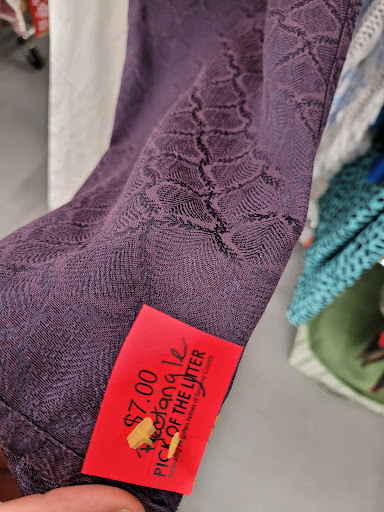 $7.00
Rectangle
PICK OF THE LITTER